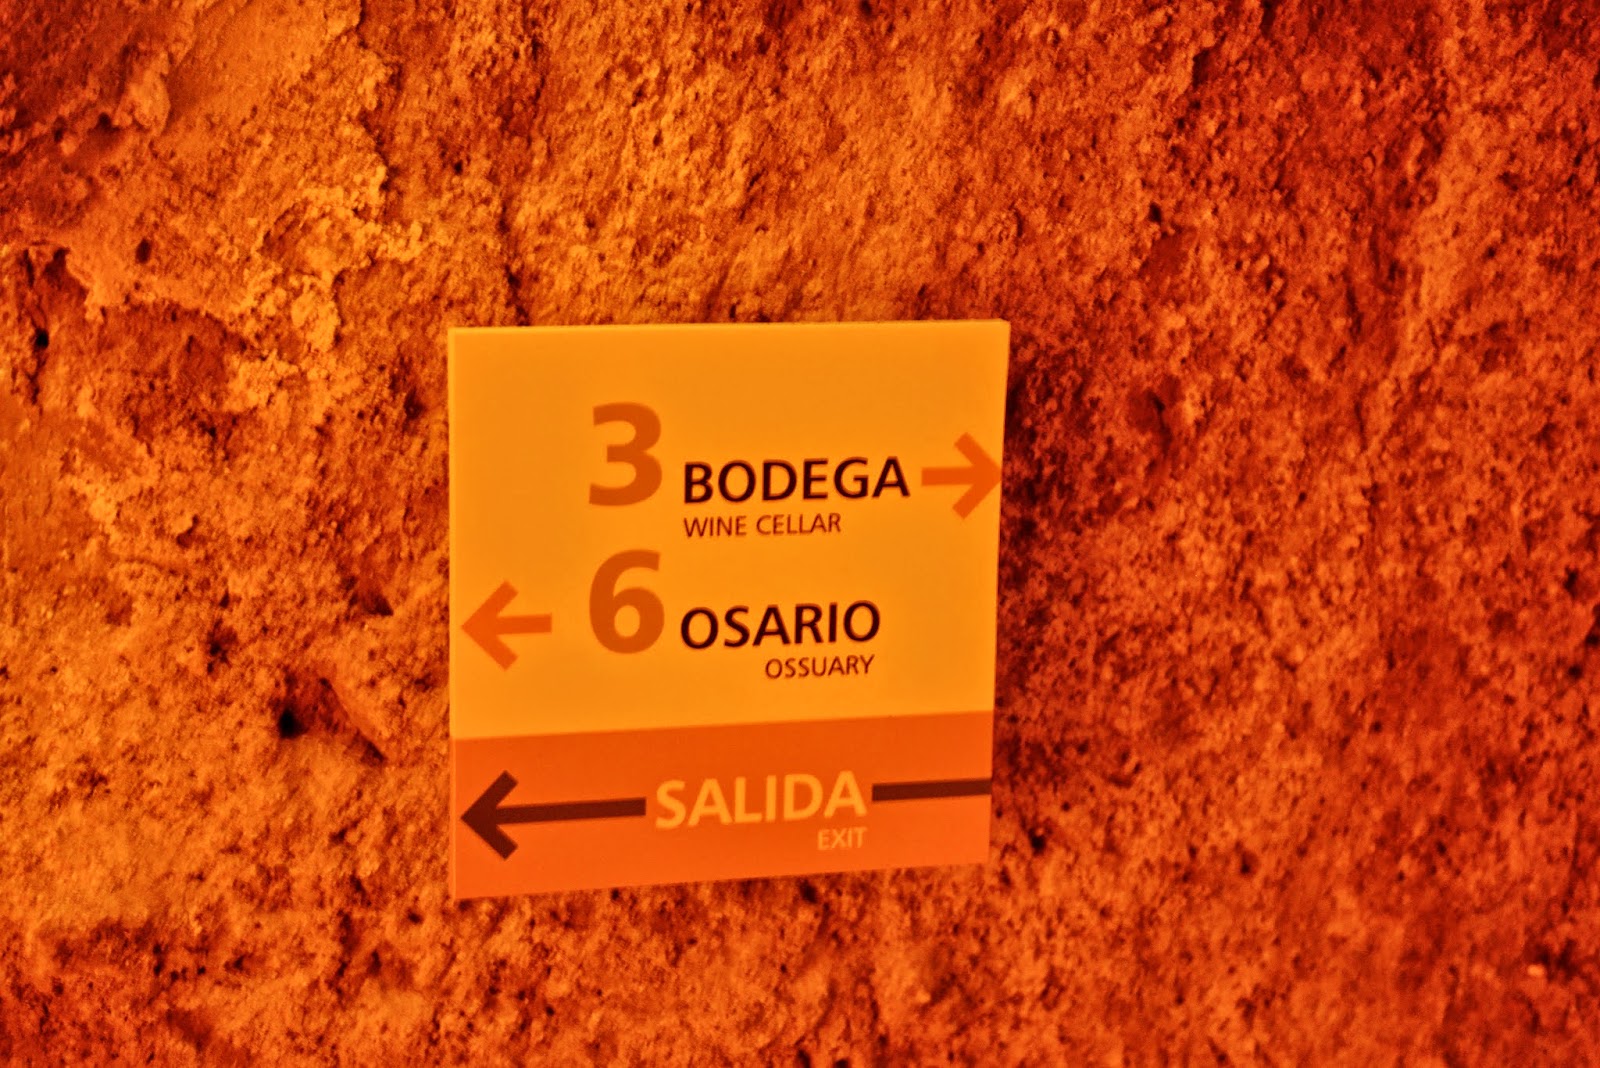 3 BODEGA
WINE CELLAR
6 OSARIO
OSSUARY
SALIDA
EXIT